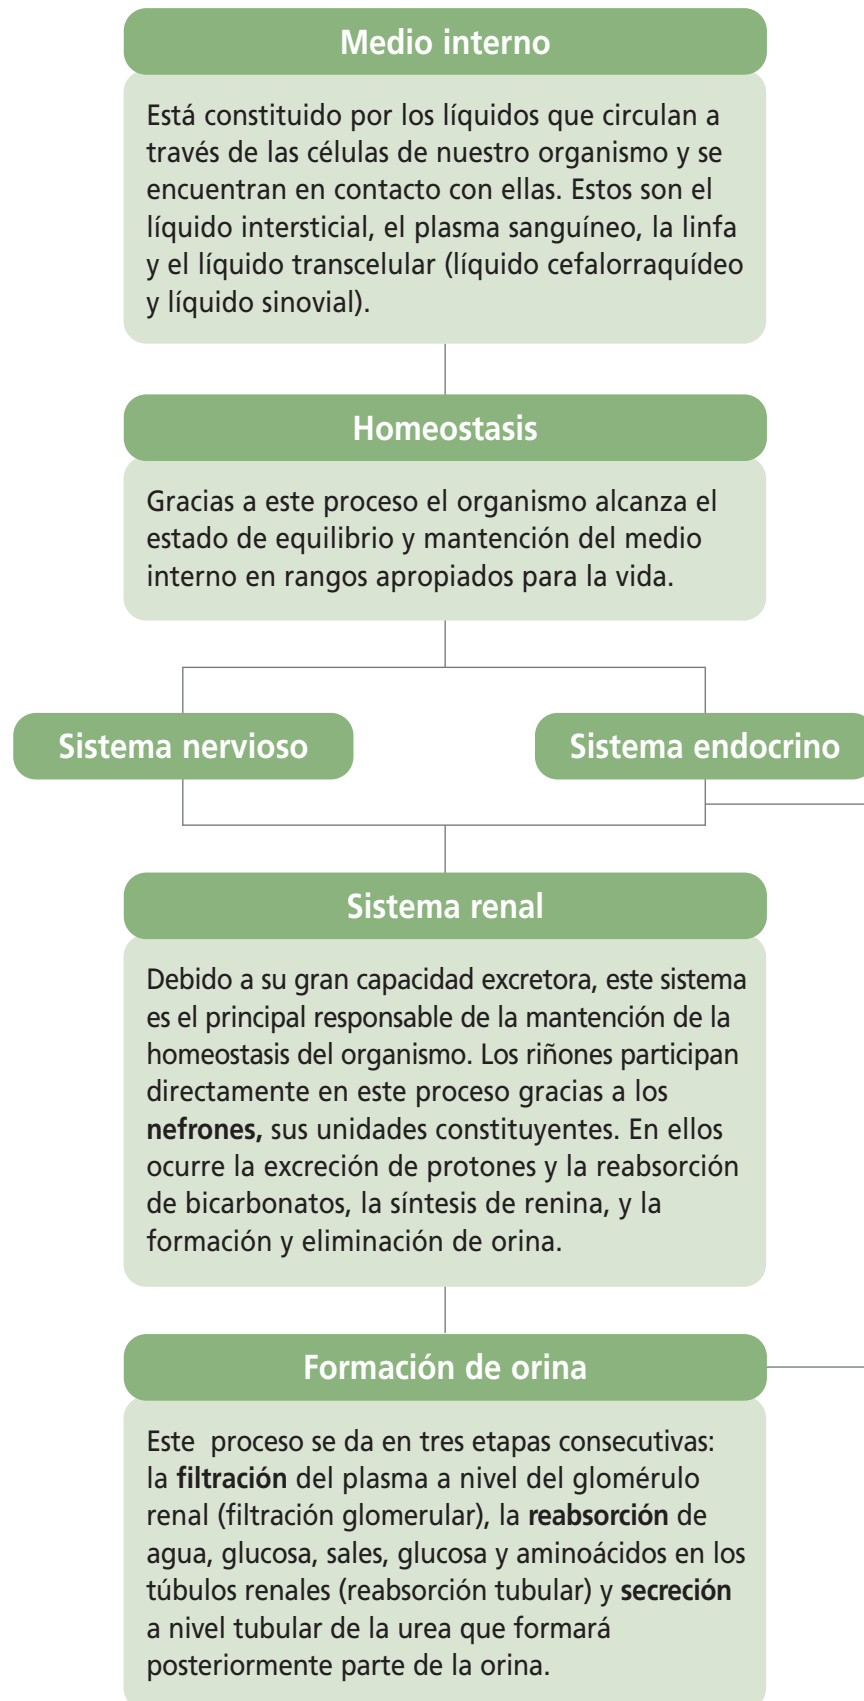 Medio interno
Está constituido por los líquidos que circulan a
través de las células de nuestro organismo y se
encuentran en contacto con ellas. Estos son el
líquido intersticial, el plasma sanguíneo, la linfa
y el líquido transcelular (líquido cefalorraquídeo
y líquido sinovial).
Homeostasis
Gracias a este proceso el organismo alcanza el
estado de equilibrio y mantención del medio
interno en rangos apropiados para la vida.
Sistema nervioso
Sistema endocrino
Sistema renal
Debido a su gran capacidad excretora, este sistema
es el principal responsable de la mantención de la
homeostasis del organismo. Los riñones participan
directamente en este proceso gracias a los
nefrones, sus unidades constituyentes. En ellos
ocurre la excreción de protones y la reabsorción
de bicarbonatos, la síntesis de renina, y la
formación y eliminación de orina.
Formación de orina
Este proceso se da en tres etapas consecutivas:
la filtración del plasma a nivel del glomérulo
renal (filtración glomerular), la reabsorción de
agua, glucosa, sales, glucosa y aminoácidos en los
túbulos renales (reabsorción tubular) y secreción
a nivel tubular de la urea que formará
posteriormente parte de la orina.